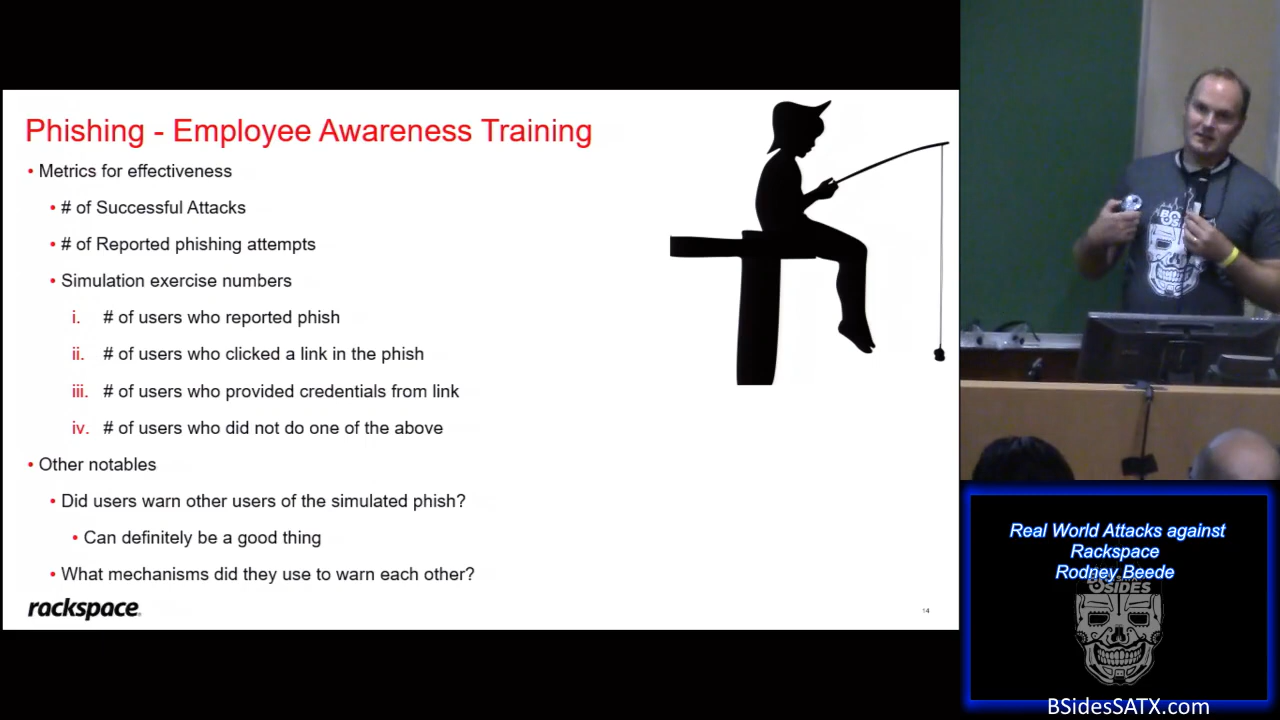 Phishing - Employee Awareness Training
• Metrics for effectiveness
• # of Successful Attacks
• # of Reported phishing attempts
• Simulation exercise numbers
i. # of users who reported phish
ii. # of users who clicked a link in the phish
iii. # of users who provided credentials from link
iv. # of users who did not do one of the above
• Other notables
• Did users warn other users of the simulated phish?
• Can definitely be a good thing
• What mechanisms did they use to warn each other?
rackspace.
14
Real World Attacks against
Rackspace
Rodney Beede
BSIDES
BSidesSATX.com